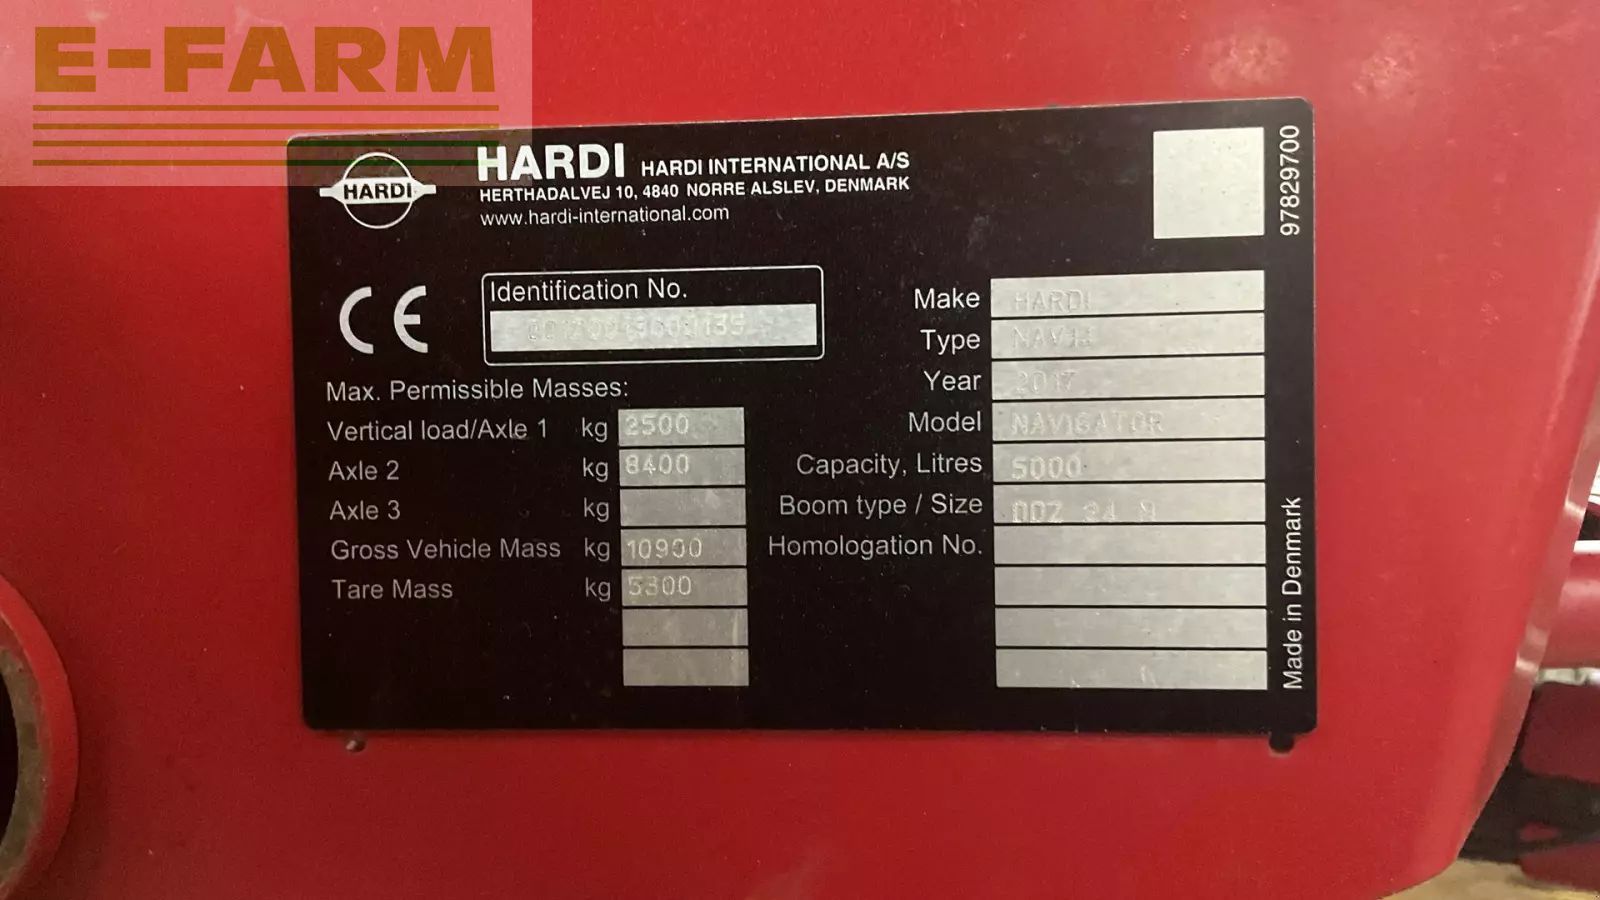 E-FARM
HARDI
HARDI HARDI INTERNATIONAL A/S
HERTHADALVEJ 10, 4840 NORRE ALSLEV, DENMARK
www.hardi-international.com
97829700
Identification No.
Max. Permissible Masses:
Vertical load/Axle 1 kg 2500
Axle 2 kg 8400
Axle 3 kg
Gross Vehicle Mass kg 10900
Tare Mass kg 5300
Make HARDI
Type
Year 2017
Model NAVIGATOR
Capacity, Litres 5000
Boom type / Size 24 M
Homologation No.
Made in Denmark